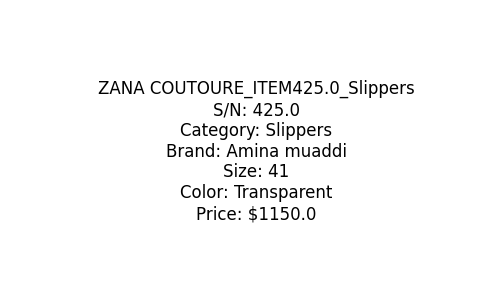 ZANA COUTOURE_ITEM425.0_Slippers
S/N: 425.0
Category: Slippers
Brand: Amina muaddi
Size: 41
Color: Transparent
Price: $1150.0